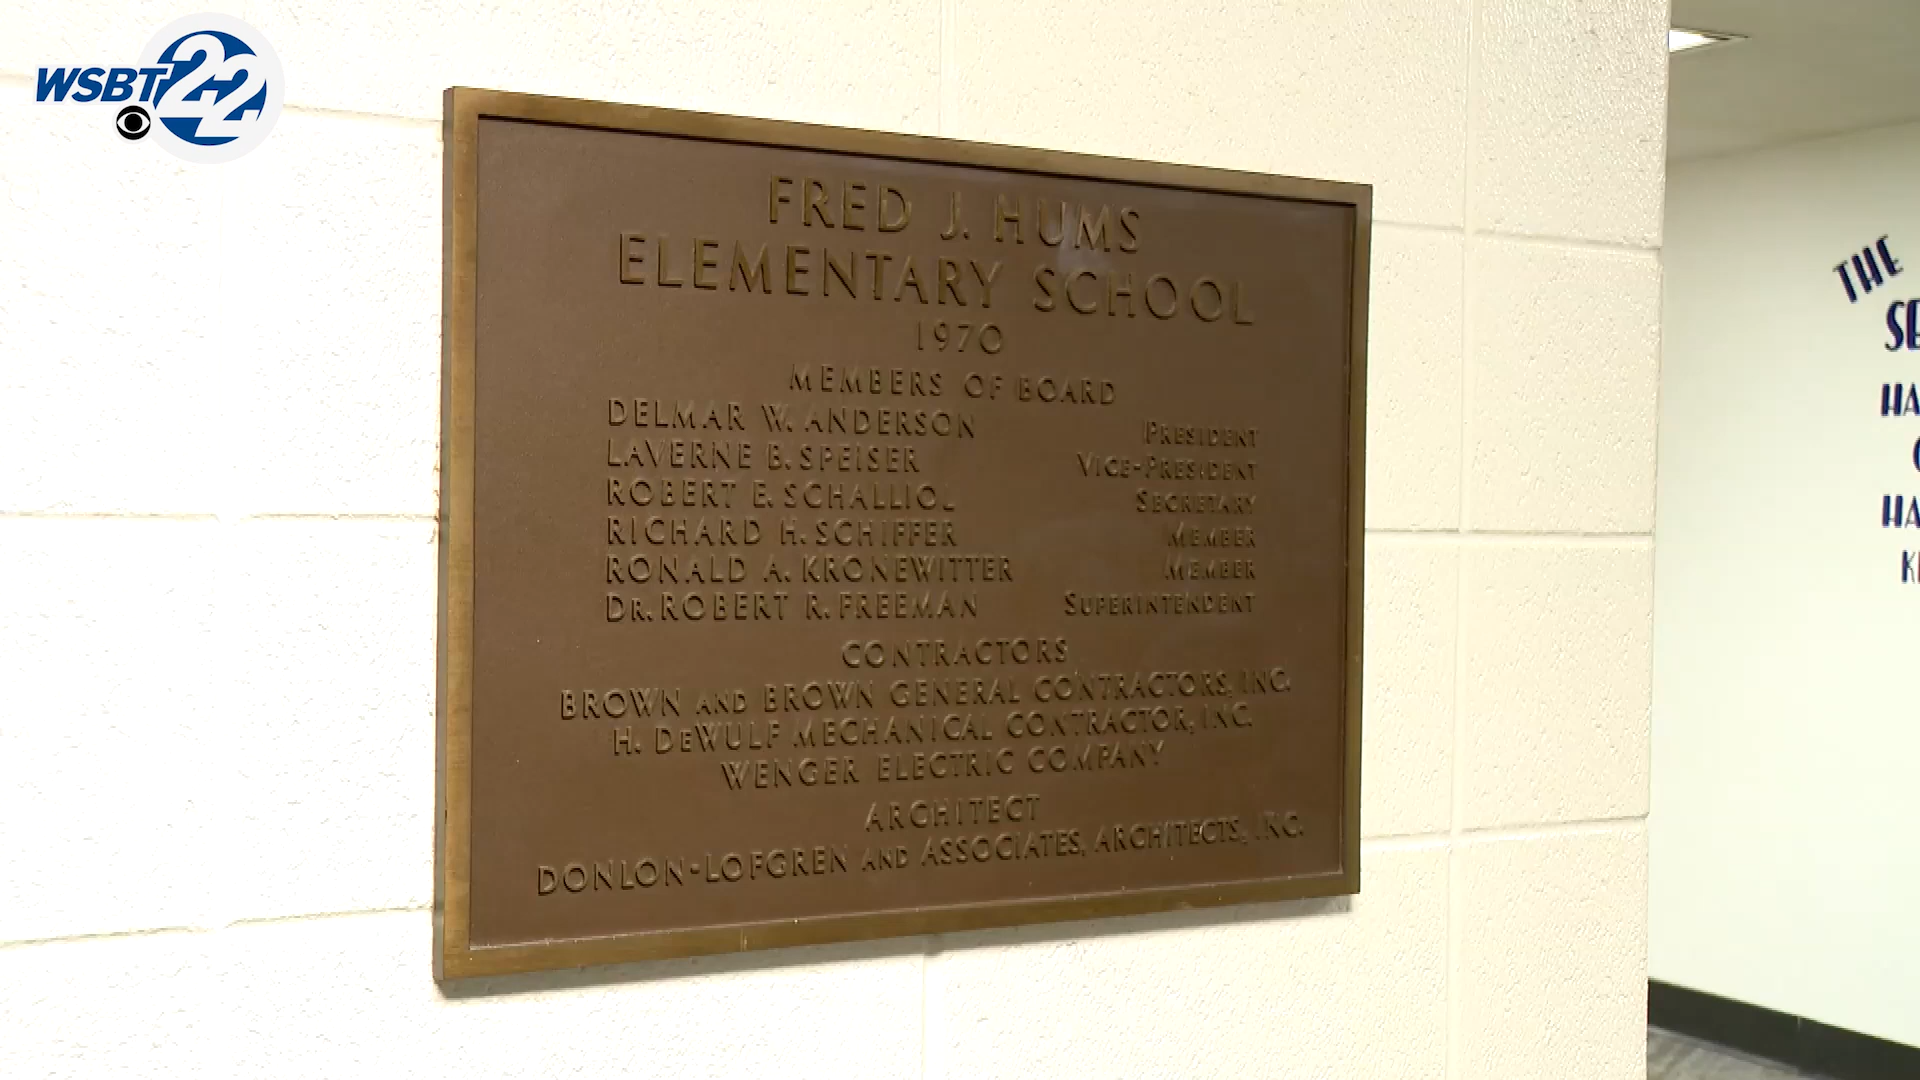 WSBT 22
FRED J. HUMS
ELEMENTARY SCHOOL
1970
MEMBERS OF BOARD
DELMAR W. ANDERSON PRESIDENT
LAVERNE B. SPEISER VICE-PRESIDENT
ROBERT E. SCHALLIOL SECRETARY
RICHARD H. SCHIFFER MEMBER
RONALD A. KRONEWITTER MEMBER
DR. ROBERT R. FREEMAN SUPERINTENDENT
CONTRACTORS
BROWN AND BROWN GENERAL CONTRACTORS, INC.
H. DEWULF MECHANICAL CONTRACTOR, INC.
WENGER ELECTRIC COMPANY
ARCHITECT
DONLON-LOFGREN AND ASSOCIATES, ARCHITECTS, INC.
THE